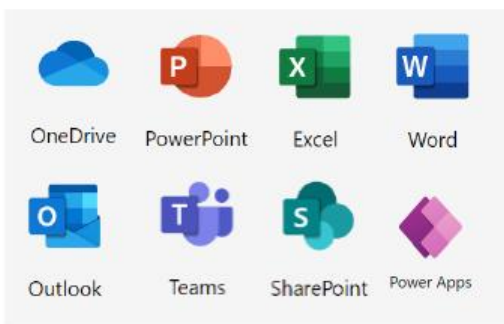 P X W
OneDrive PowerPoint Excel Word
O T S
Outlook Teams SharePoint Power Apps